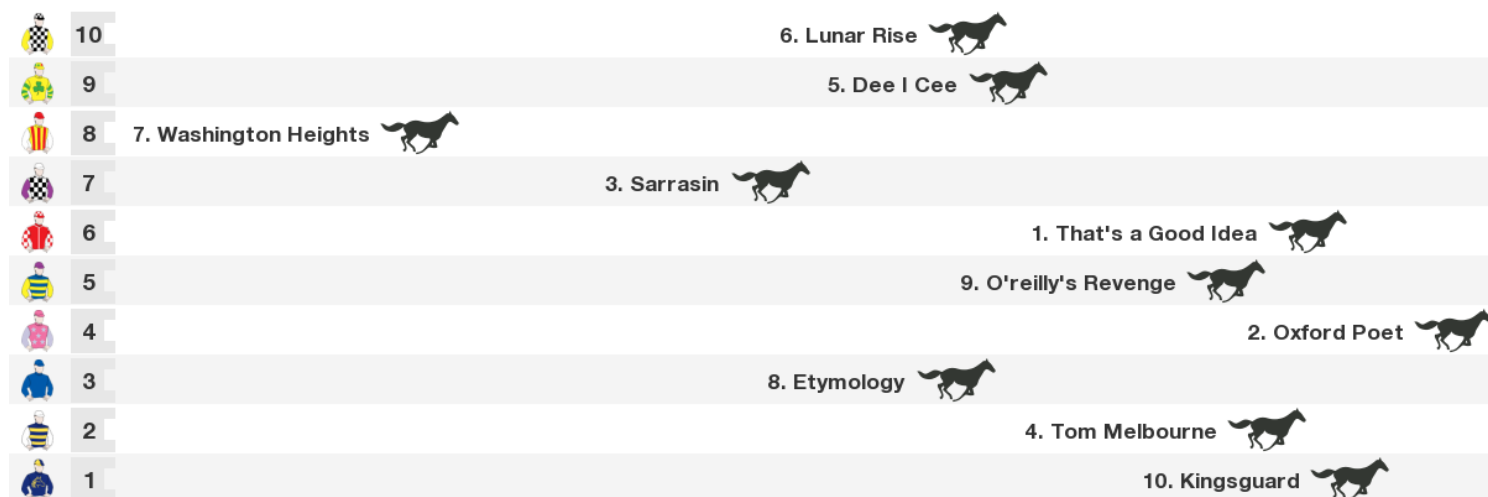 10 6. Lunar Rise
9 5. Dee I Cee
8 7. Washington Heights
7 3. Sarrasin
6 1. That's a Good Idea
5 9. O'reilly's Revenge
4 2. Oxford Poet
3 8. Etymology
2 4. Tom Melbourne
1 10. Kingsguard